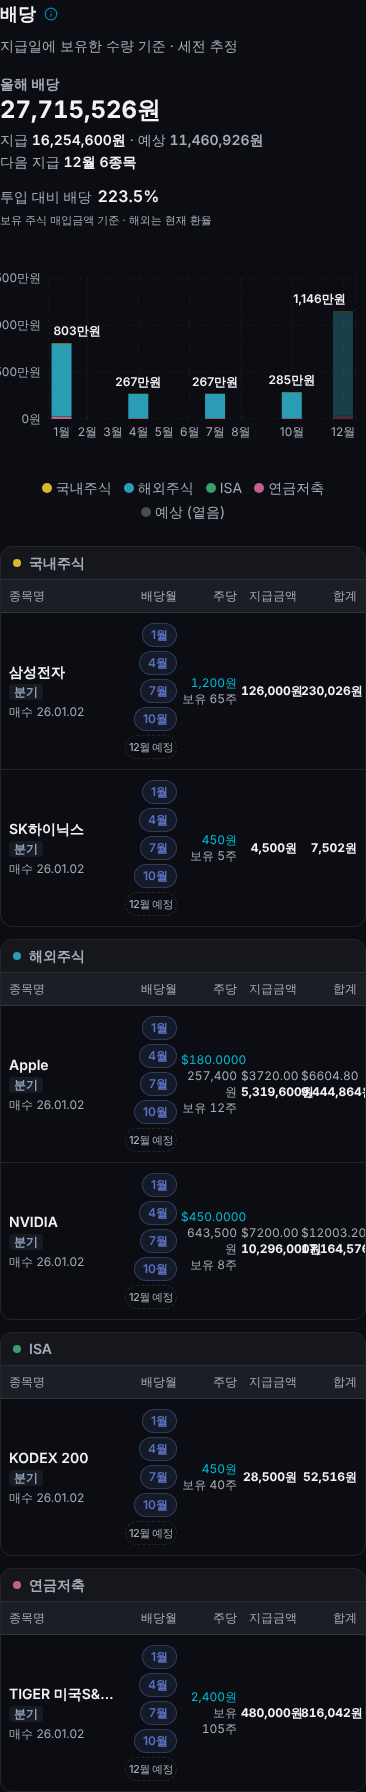 배당
지급일에 보유한 수량 기준 · 세전 추정
올해 배당
27,715,526원
지급 16,254,600원 · 예상 11,460,926원
다음 지급 12월 6종목
투입 대비 배당 223.5%
보유 주식 매입금액 기준 · 해외는 현재 환율
500만원
000만원
500만원
0원
803만원
267만원
267만원
285만원
1,146만원
1월 2월 3월 4월 5월 6월 7월 8월 10월 12월
국내주식 해외주식 ISA 연금저축
예상 (옅음)
국내주식
종목명 배당월 주당 지급금액 합계
삼성전자
분기
매수 26.01.02
1월
4월
7월
10월
12월 예정
1,200원
보유 65주
126,000원
230,026원
SK하이닉스
분기
매수 26.01.02
1월
4월
7월
10월
12월 예정
450원
보유 5주
4,500원
7,502원
해외주식
종목명 배당월 주당 지급금액 합계
Apple
분기
매수 26.01.02
1월
4월
7월
10월
12월 예정
$180.0000
257,400
원
보유 12주
$3720.00
5,319,600원
$6604.80
9,444,864
NVIDIA
분기
매수 26.01.02
1월
4월
7월
10월
12월 예정
$450.0000
643,500
원
보유 8주
$7200.00
10,296,000원
$12003.20
17,164,576
ISA
종목명 배당월 주당 지급금액 합계
KODEX 200
분기
매수 26.01.02
1월
4월
7월
10월
12월 예정
450원
보유 40주
28,500원
52,516원
연금저축
종목명 배당월 주당 지급금액 합계
TIGER 미국S&...
분기
매수 26.01.02
1월
4월
7월
10월
12월 예정
2,400원
보유
105주
480,000원
816,042원